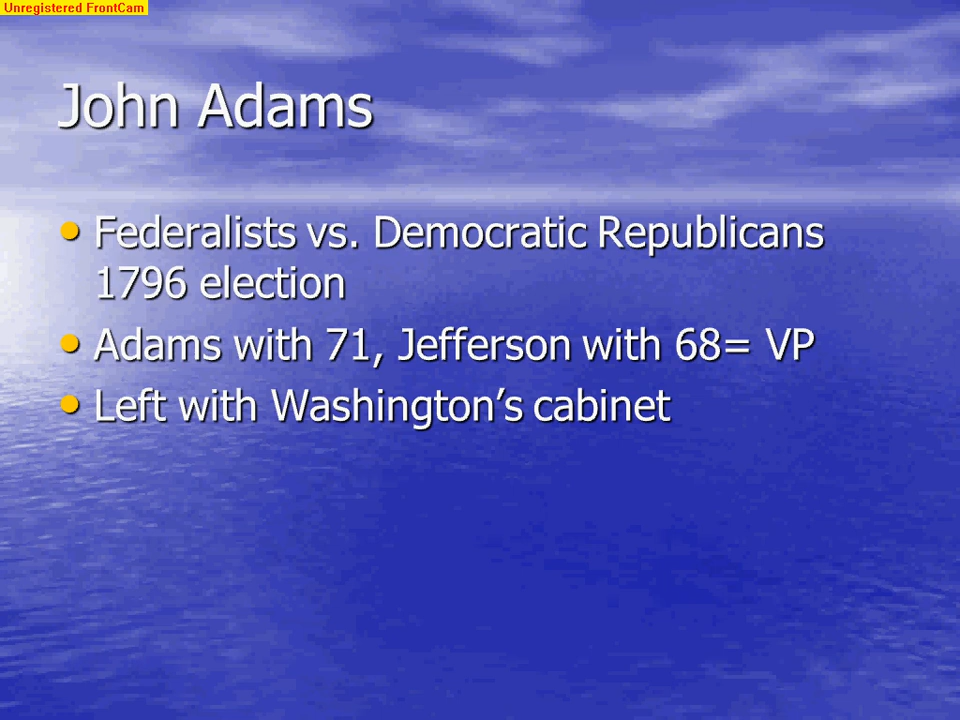 Unregistered FrontCam
John Adams
• Federalists vs. Democratic Republicans
1796 election
• Adams with 71, Jefferson with 68= VP
• Left with Washington’s cabinet